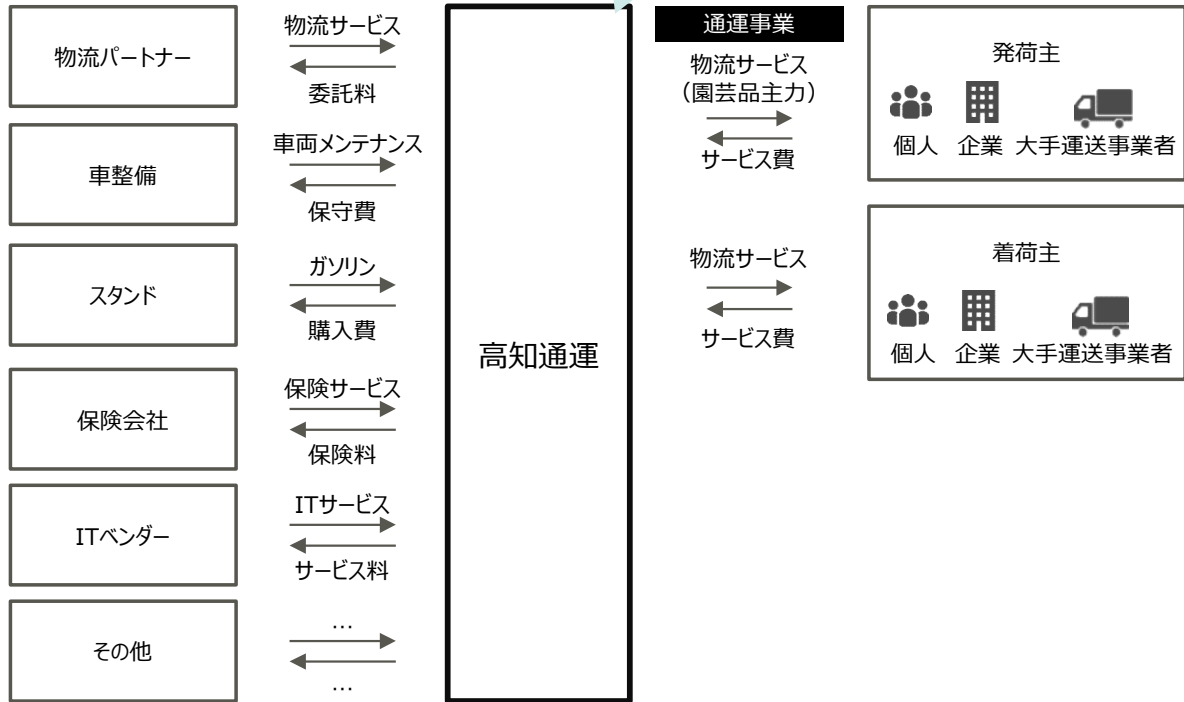 物流パートナー
物流サービス
委託料
車整備
車両メンテナンス
保守費
スタンド
ガソリン
購入費
保険会社
保険サービス
保険料
ITベンダー
ITサービス
サービス料
その他
…
…
高知通運
通運事業
物流サービス
（園芸品主力）
サービス費
発荷主
個人 企業 大手運送事業者
物流サービス
サービス費
着荷主
個人 企業 大手運送事業者